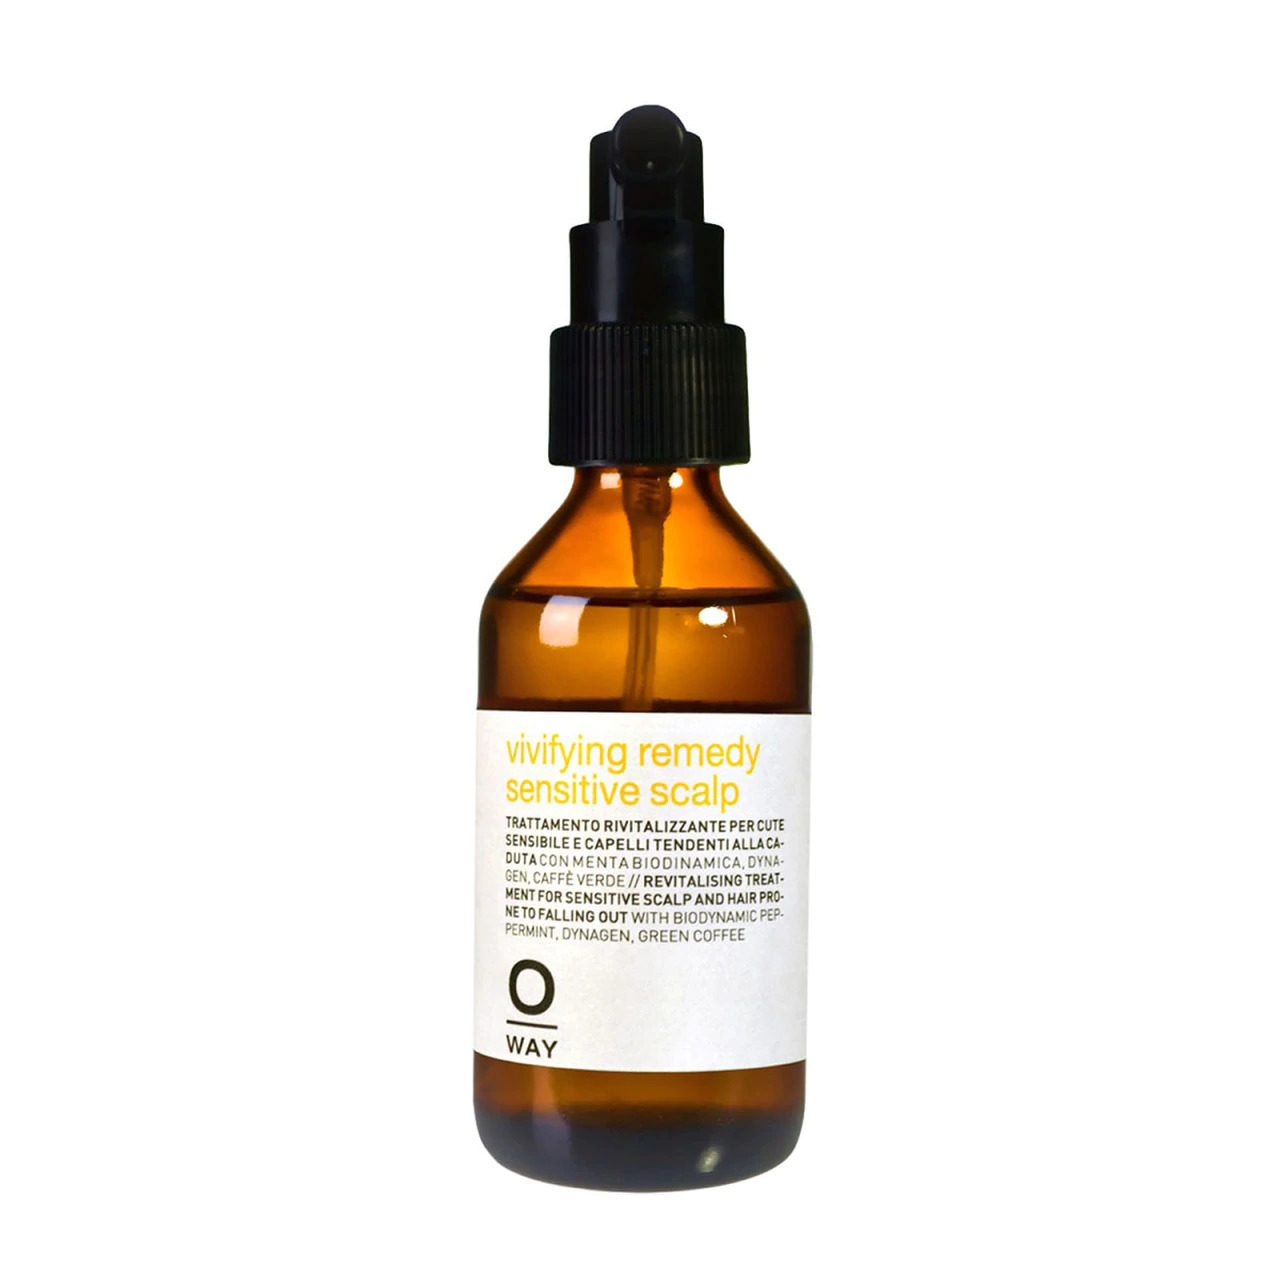 vivifying remedy
sensitive scalp
TRATTAMENTO RIVITALIZZANTE PER CUTE
SENSIBILE E CAPELLI TENDENTI ALLA CA-
DUTA CON MENTA BIODINAMICA, DYNA-
GEN, CAFFÈ VERDE // REVITALISING TREAT-
MENT FOR SENSITIVE SCALP AND HAIR PRO-
NE TO FALLING OUT WITH BIODYNAMIC PEP-
PERMINT, DYNAGEN, GREEN COFFEE
O
WAY